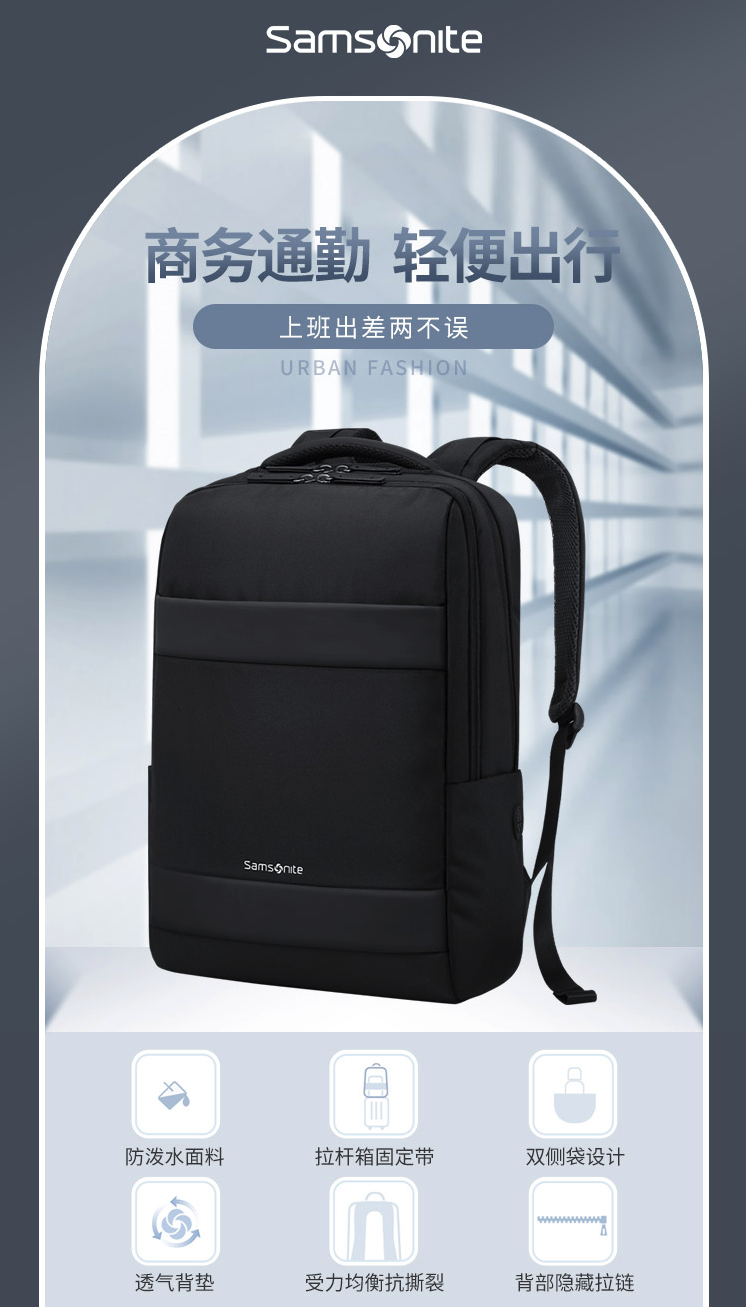 Samsonite
商务通勤 轻便出行
上班出差两不误
URBAN FASHION
Samsonite
防泼水面料
拉杆箱固定带
双侧袋设计
透气背垫
受力均衡抗撕裂
背部隐藏拉链